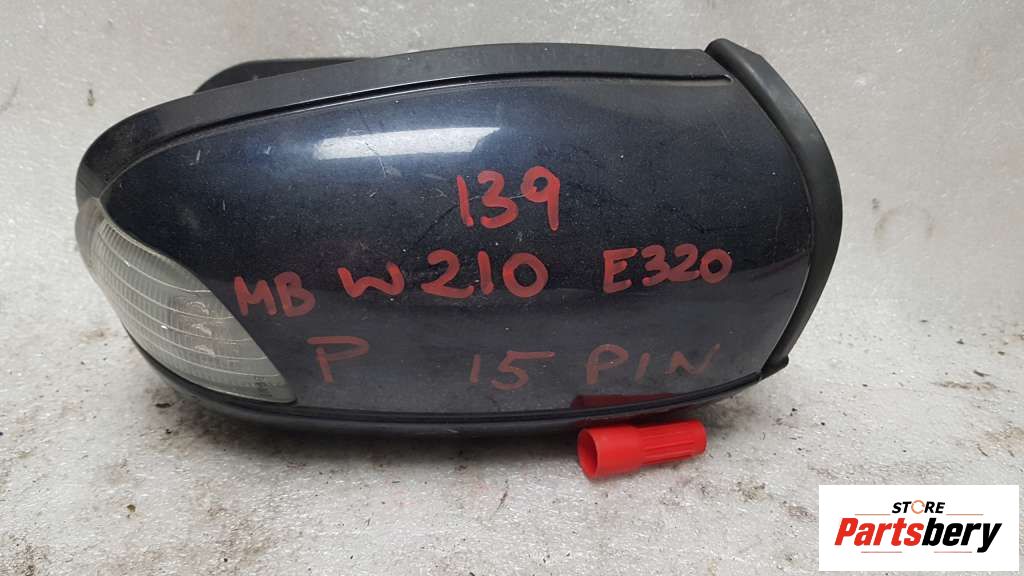 139
MB W210 E320
P 15 PIN
STORE
Partsbery